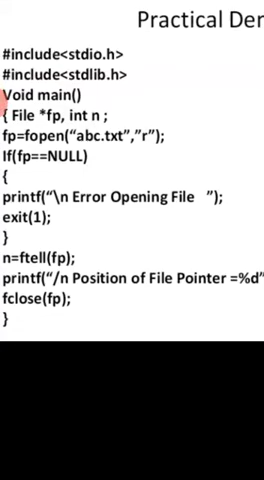 Practical Der
#include<stdio.h>
#include<stdlib.h>
Void main()
{ File *fp, int n ;
fp=fopen(“abc.txt”,”r”);
If(fp==NULL)
{
printf(“\n Error Opening File   ”);
exit(1);
}
n=ftell(fp);
printf(“/n Position of File Pointer =%d”
fclose(fp);
}